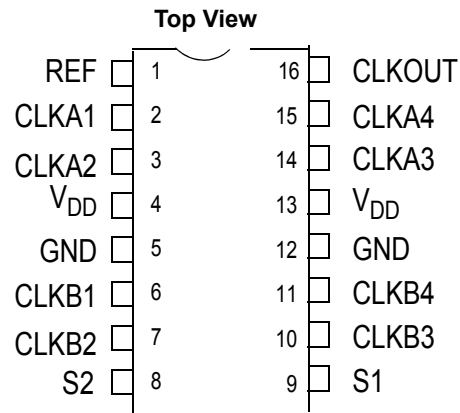 Top View
REF 1 16 CLKOUT
CLKA1 2 15 CLKA4
CLKA2 3 14 CLKA3
VDD 4 13 VDD
GND 5 12 GND
CLKB1 6 11 CLKB4
CLKB2 7 10 CLKB3
S2 8 9 S1